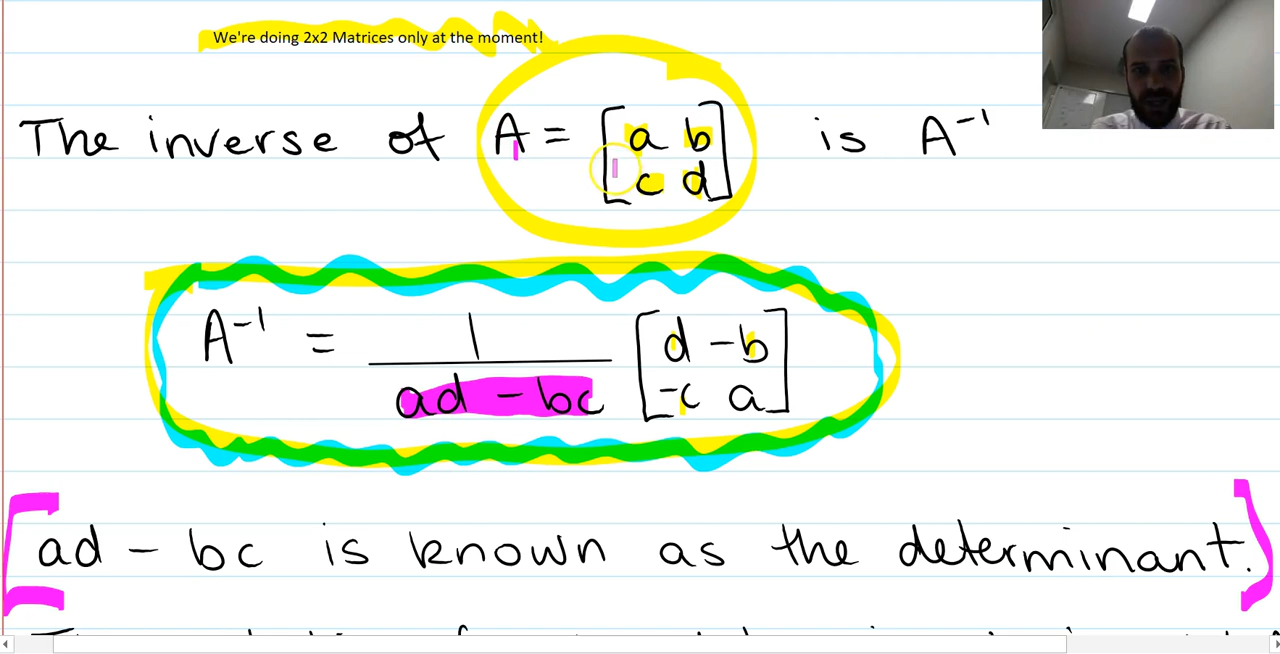 We're doing 2x2 Matrices only at the moment!
The inverse of A = [a b
c d] is A⁻¹
A⁻¹ = 1 [d -b
ad - bc -c a]
ad - bc is known as the determinant.